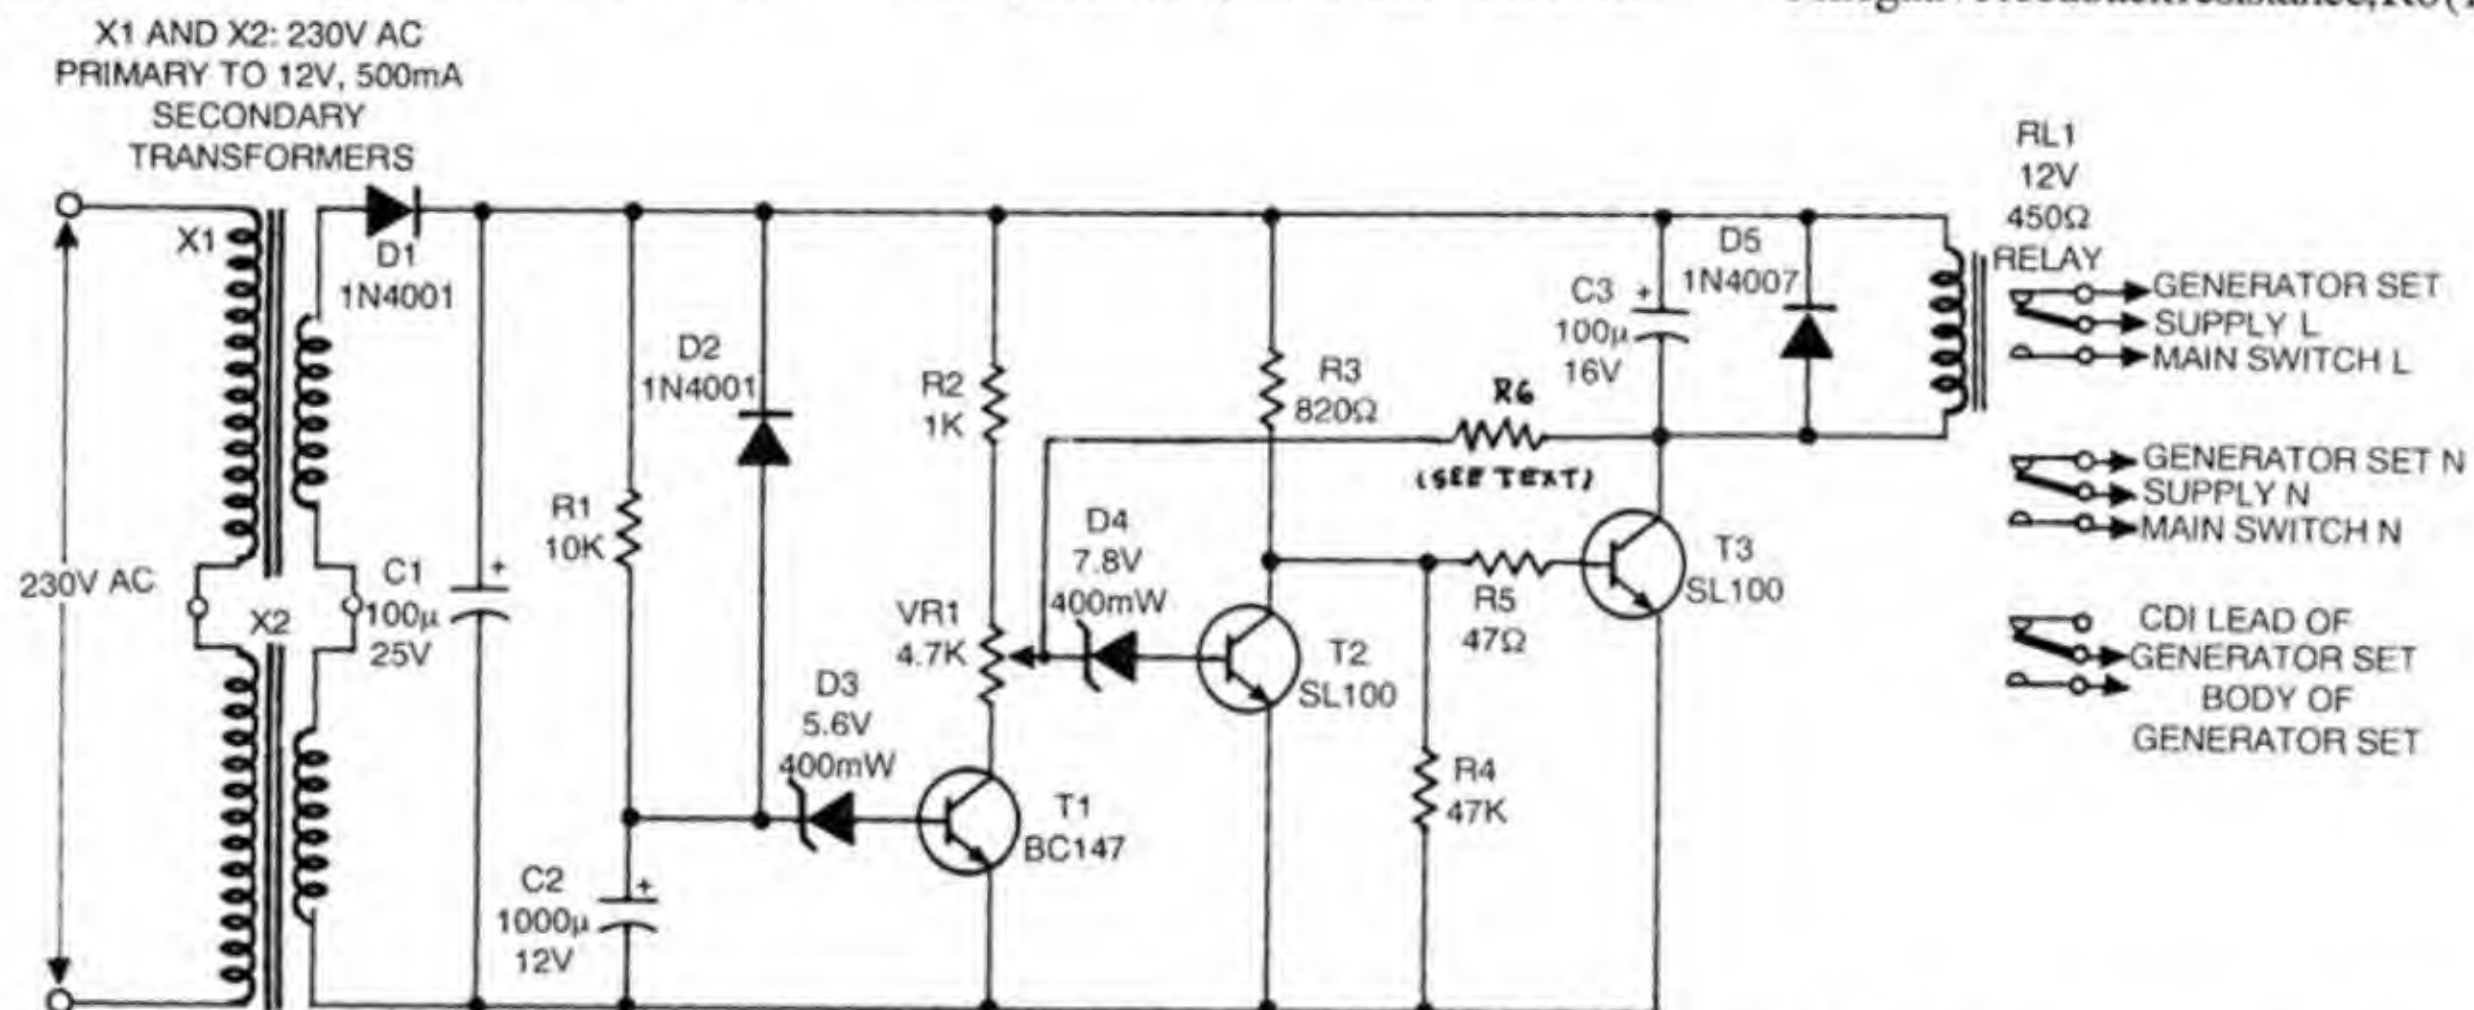 X1 AND X2: 230V AC
PRIMARY TO 12V, 500mA
SECONDARY
TRANSFORMERS
X1
D1
1N4001
230V AC
X2
C1
+
100µ
25V
R1
10K
D2
1N4001
C2
+
1000µ
12V
D3
5.6V
400mW
R2
1K
VR1
4.7K
T1
BC147
D4
7.8V
400mW
T2
SL100
R3
820Ω
R6
(SEE TEXT)
R5
47Ω
R4
47K
C3
+
100µ
16V
D5
1N4007
T3
SL100
RL1
12V
450Ω
RELAY
GENERATOR SET
SUPPLY L
MAIN SWITCH L
GENERATOR SET N
SUPPLY N
MAIN SWITCH N
CDI LEAD OF
GENERATOR SET
BODY OF
GENERATOR SET